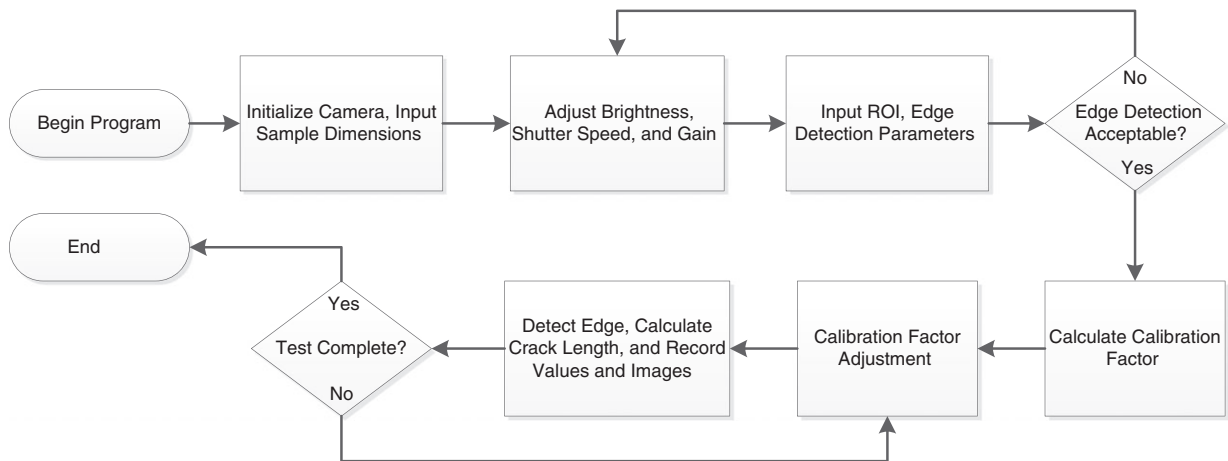 Begin Program
Initialize Camera, Input
Sample Dimensions
Adjust Brightness,
Shutter Speed, and Gain
Input ROI, Edge
Detection Parameters
No
Edge Detection
Acceptable?
Yes
Calculate Calibration
Factor
Calibration Factor
Adjustment
Detect Edge, Calculate
Crack Length, and Record
Values and Images
Yes
Test Complete?
No
End